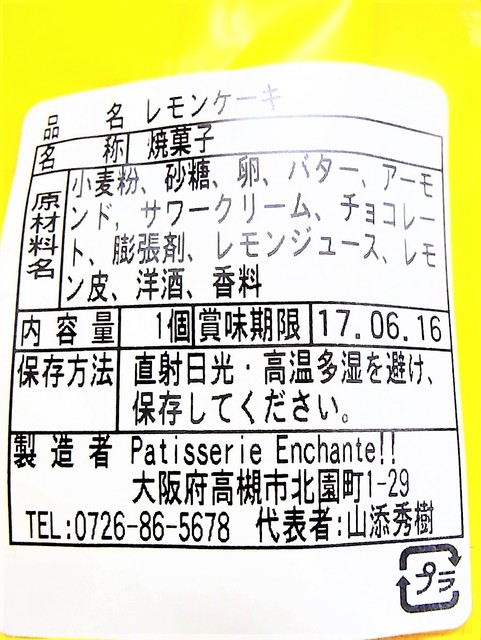 品名 レモンケーキ
名称 焼菓子
原材料名 小麦粉、砂糖、卵、バター、アーモ
ンド、サワークリーム、チョコレー
ト、膨張剤、レモンジュース、レモ
ン皮、洋酒、香料
内容量 1個 賞味期限 17.06.16
保存方法 直射日光・高温多湿を避け、
保存してください。
製造者 Patisserie Enchante!!
大阪府高槻市北園町1-29
TEL:0726-86-5678 代表者:山添秀樹
プラ